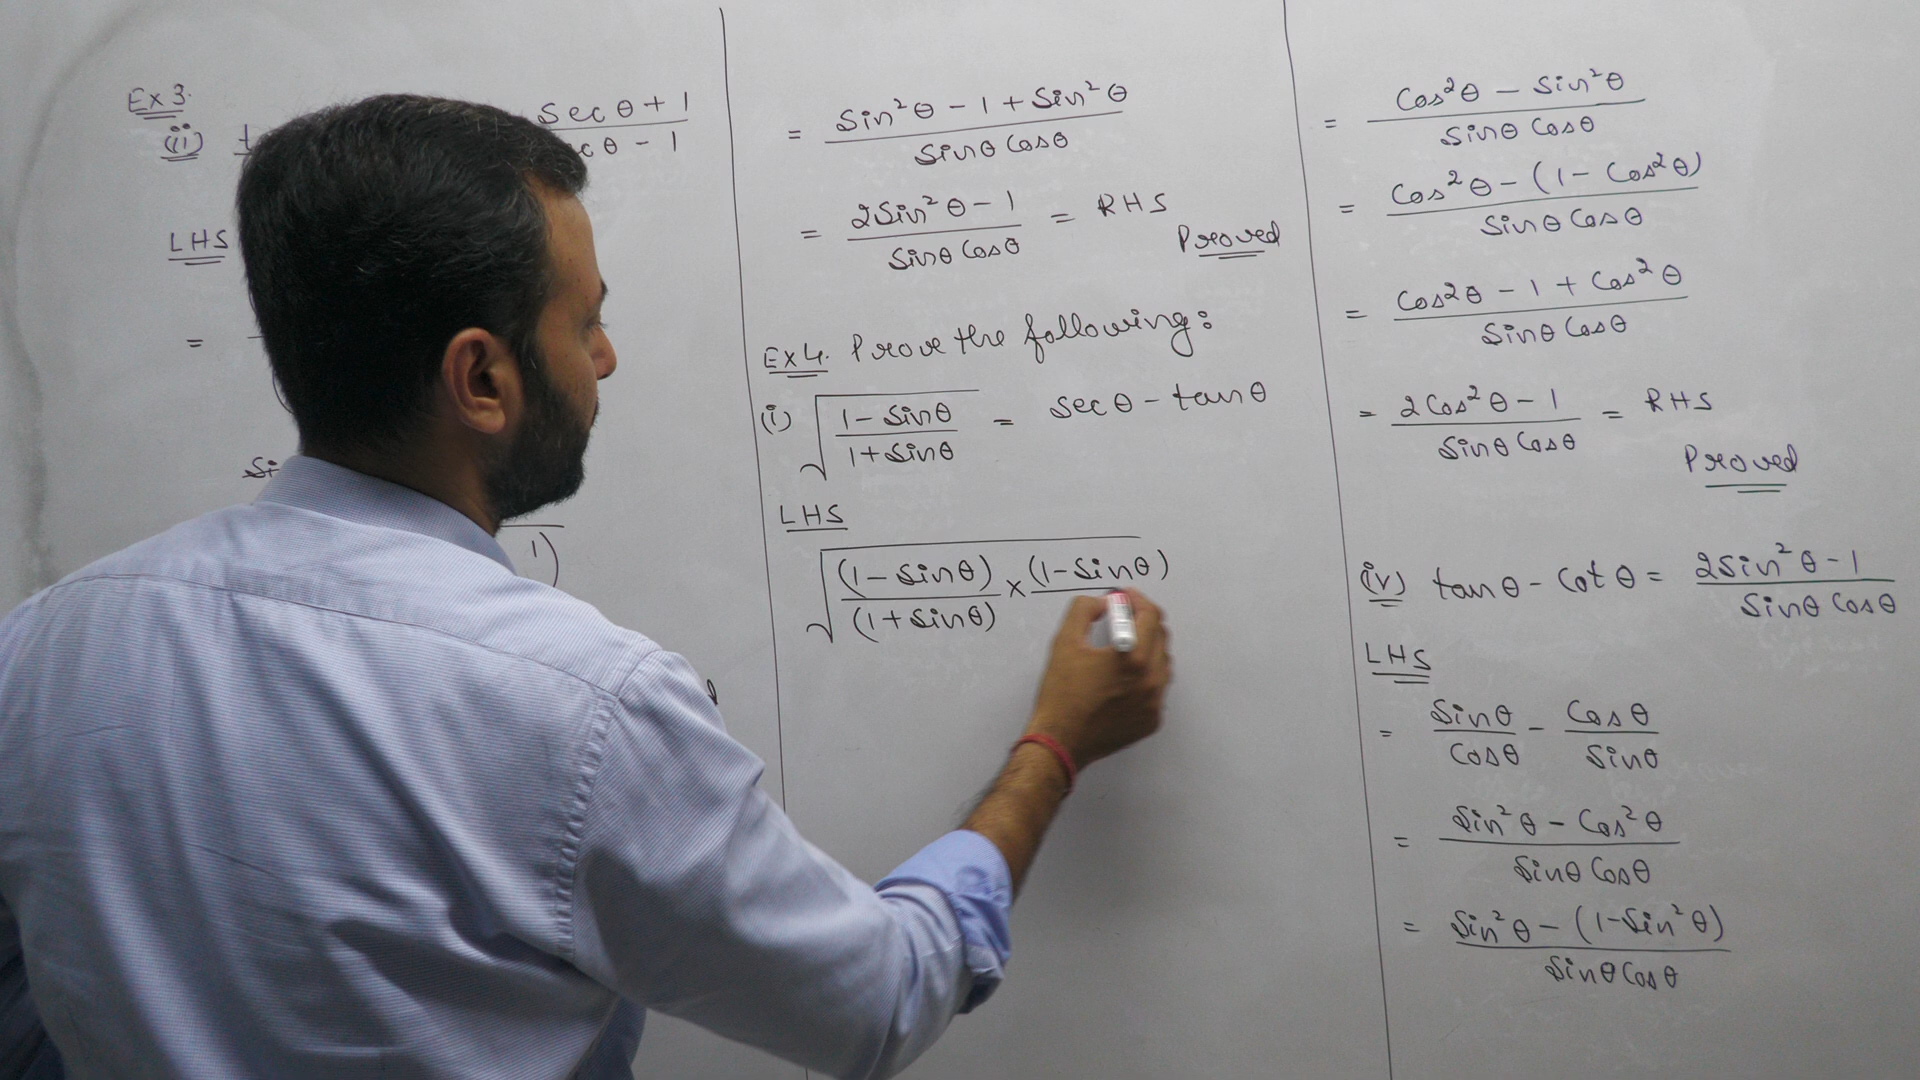 Ex 3.
(ii) t secθ + 1
cθ - 1
LHS
=
Si
1)
= Sin²θ - 1 + Sin²θ
Sinθ Cosθ
= 2Sin²θ - 1 = RHS
Sinθ Cosθ
Proved
Ex 4. Prove the following:
(i) √ 1 - Sinθ = secθ - tanθ
1 + Sinθ
LHS
√ (1 - Sinθ) × (1 - Sinθ)
(1 + Sinθ)
= Cos²θ - Sin²θ
Sinθ Cosθ
= Cos²θ - (1 - Cos²θ)
Sinθ Cosθ
= Cos²θ - 1 + Cos²θ
Sinθ Cosθ
= 2Cos²θ - 1 = RHS
Sinθ Cosθ
Proved
(iv) tanθ - Cotθ = 2Sin²θ - 1
Sinθ Cosθ
LHS
= Sinθ - Cosθ
Cosθ Sinθ
= Sin²θ - Cos²θ
Sinθ Cosθ
= Sin²θ - (1 - Sin²θ)
Sinθ Cosθ